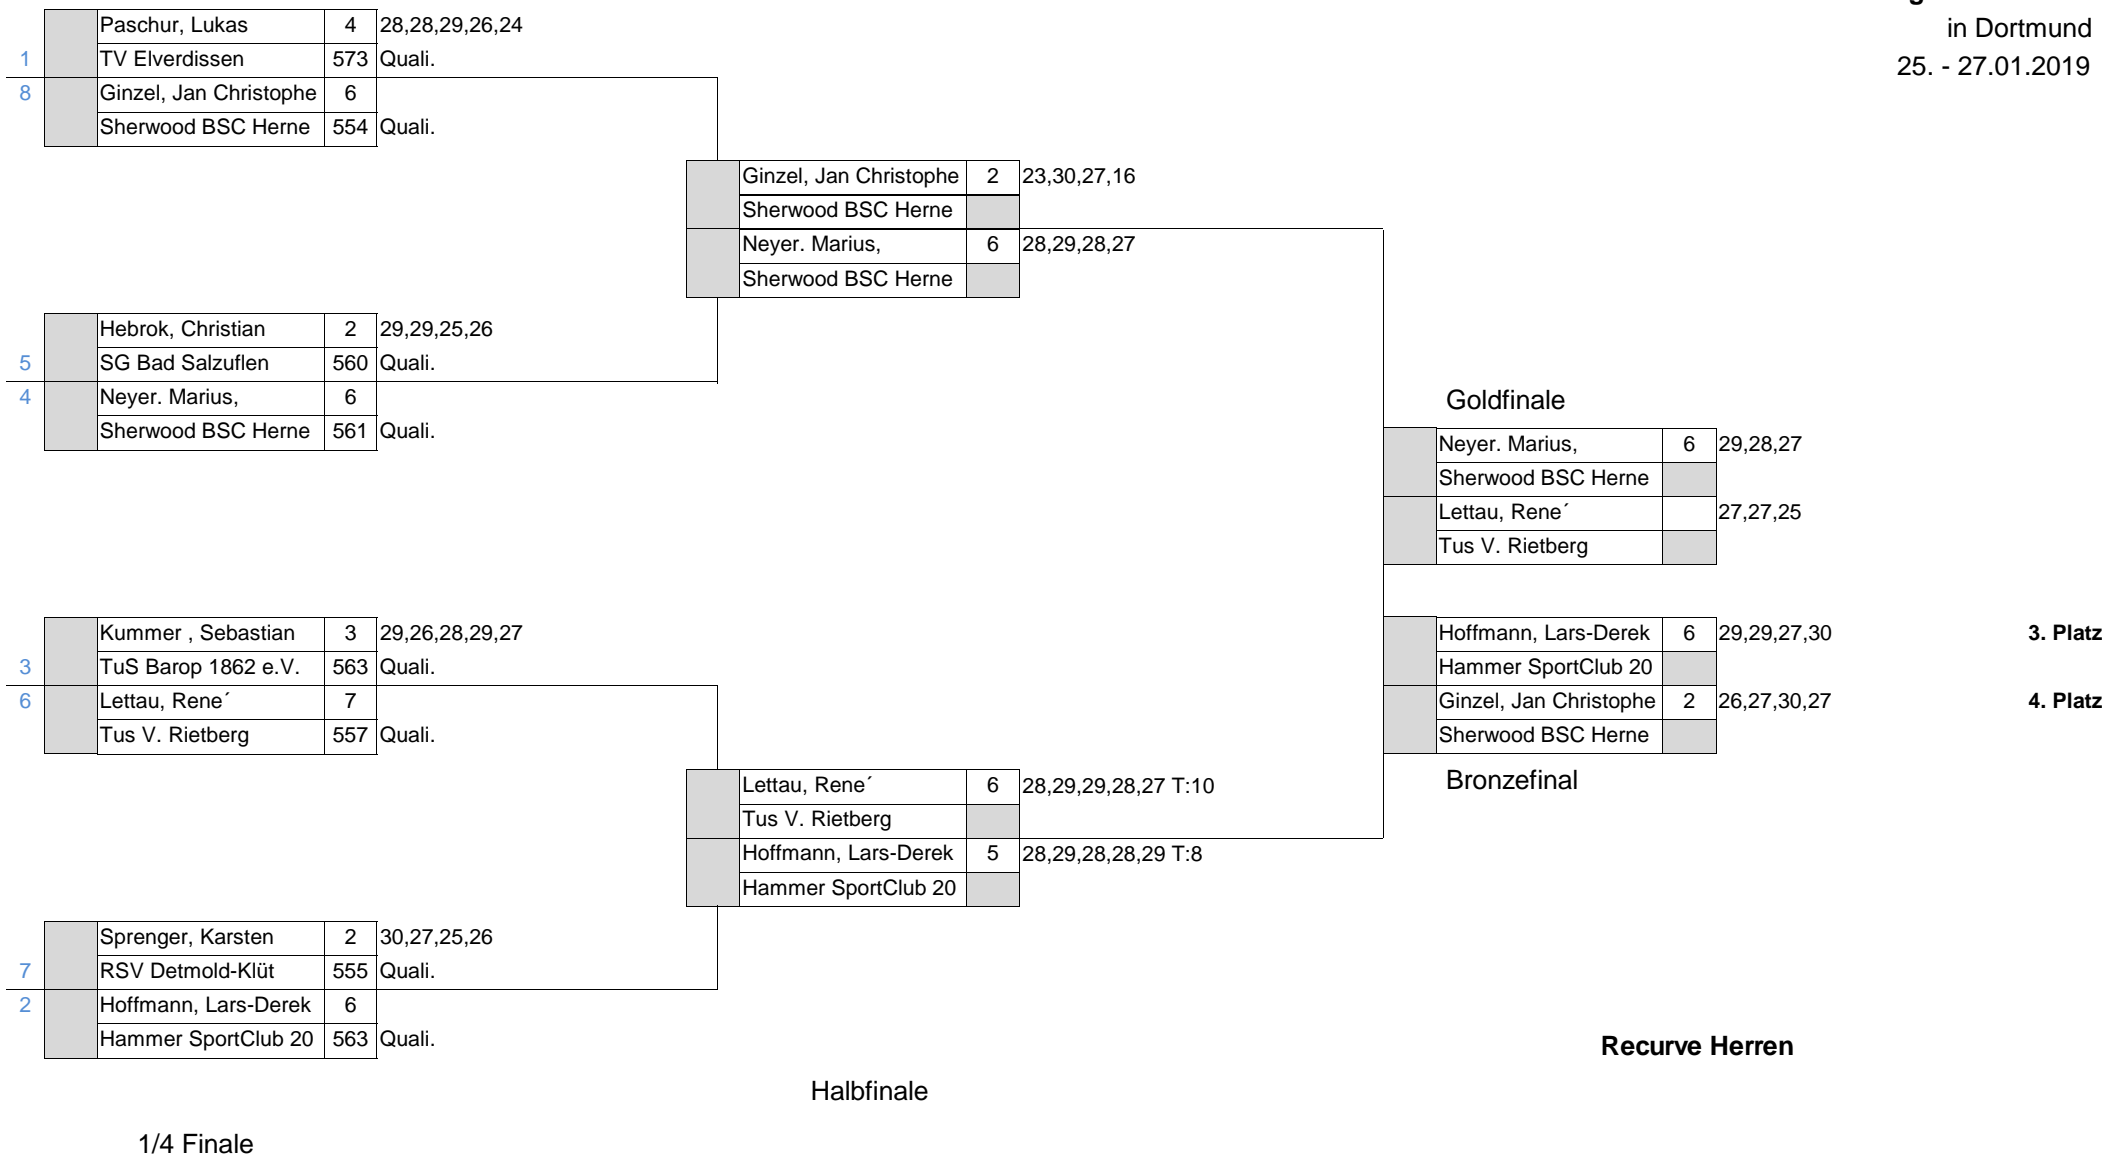 in Dortmund
25. - 27.01.2019
Paschur, Lukas 4 28,28,29,26,24
1 TV Elverdissen 573 Quali.
8 Ginzel, Jan Christophe 6
Sherwood BSC Herne 554 Quali.
Ginzel, Jan Christophe 2 23,30,27,16
Sherwood BSC Herne
Neyer. Marius, 6 28,29,28,27
Sherwood BSC Herne
Hebrok, Christian 2 29,29,25,26
5 SG Bad Salzuflen 560 Quali.
4 Neyer. Marius, 6
Sherwood BSC Herne 561 Quali.
Goldfinale
Neyer. Marius, 6 29,28,27
Sherwood BSC Herne
Lettau, Rene´ 27,27,25
Tus V. Rietberg
Kummer , Sebastian 3 29,26,28,29,27
3 TuS Barop 1862 e.V. 563 Quali.
6 Lettau, Rene´ 7
Tus V. Rietberg 557 Quali.
Hoffmann, Lars-Derek 6 29,29,27,30 3. Platz
Hammer SportClub 20
Ginzel, Jan Christophe 2 26,27,30,27 4. Platz
Sherwood BSC Herne
Bronzefinal
Lettau, Rene´ 6 28,29,29,28,27 T:10
Tus V. Rietberg
Hoffmann, Lars-Derek 5 28,29,28,28,29 T:8
Hammer SportClub 20
Sprenger, Karsten 2 30,27,25,26
7 RSV Detmold-Klüt 555 Quali.
2 Hoffmann, Lars-Derek 6
Hammer SportClub 20 563 Quali.
Recurve Herren
Halbfinale
1/4 Finale